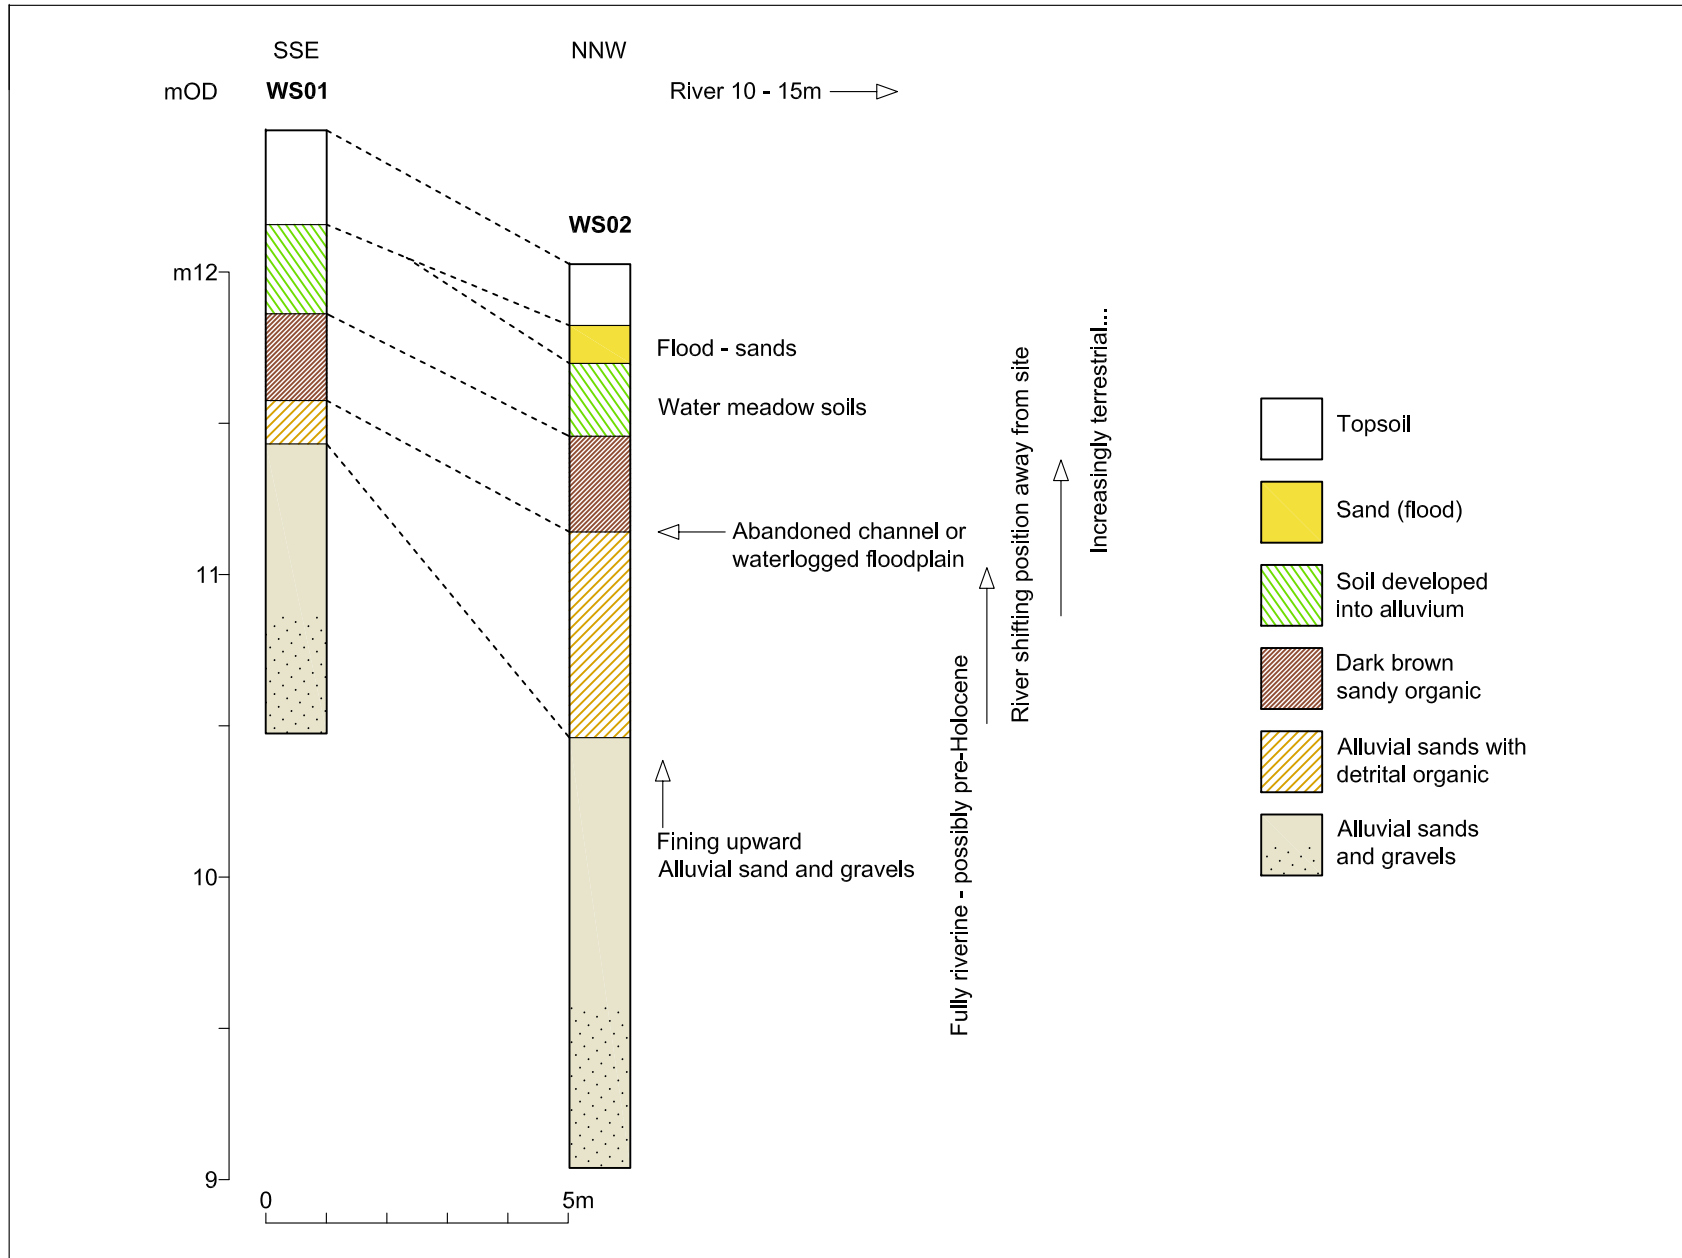 SSE
NNW
mOD
WS01
River 10 - 15m
WS02
m12
Flood - sands
Water meadow soils
Abandoned channel or
waterlogged floodplain
11
Fining upward
Alluvial sand and gravels
10
9
0
5m
Fully riverine - possibly pre-Holocene
River shifting position away from site
Increasingly terrestrial...
Topsoil
Sand (flood)
Soil developed
into alluvium
Dark brown
sandy organic
Alluvial sands with
detrital organic
Alluvial sands
and gravels